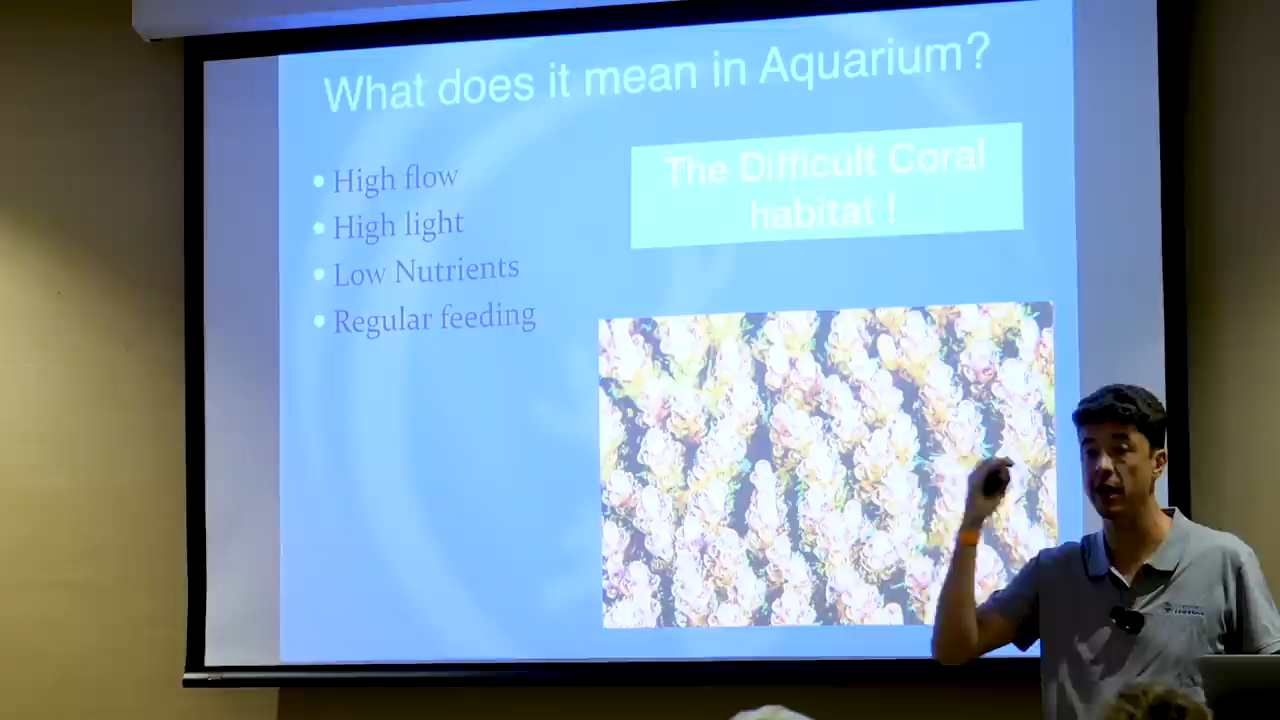 What does it mean in Aquarium?
• High flow
• High light
• Low Nutrients
• Regular feeding
The Difficult Coral
habitat !